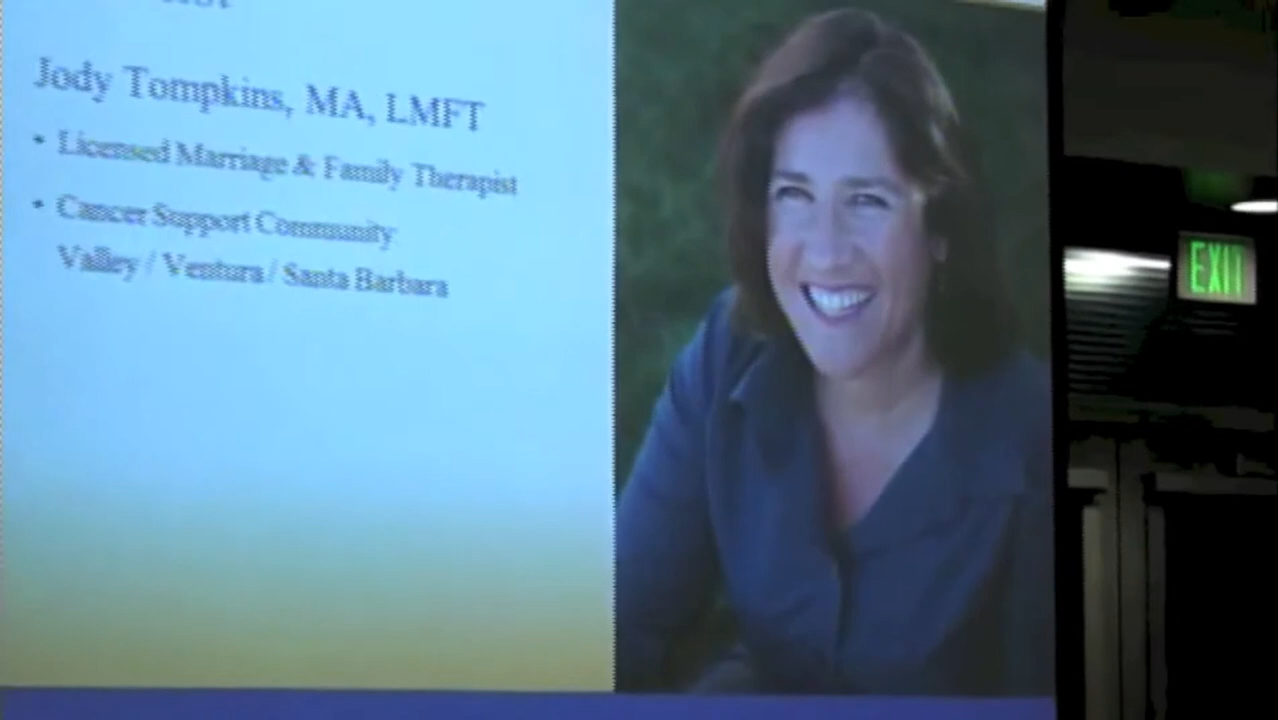 Jody Tompkins, MA, LMFT
• Licensed Marriage & Family Therapist
• Cancer Support Community
Valley / Ventura / Santa Barbara
EXIT